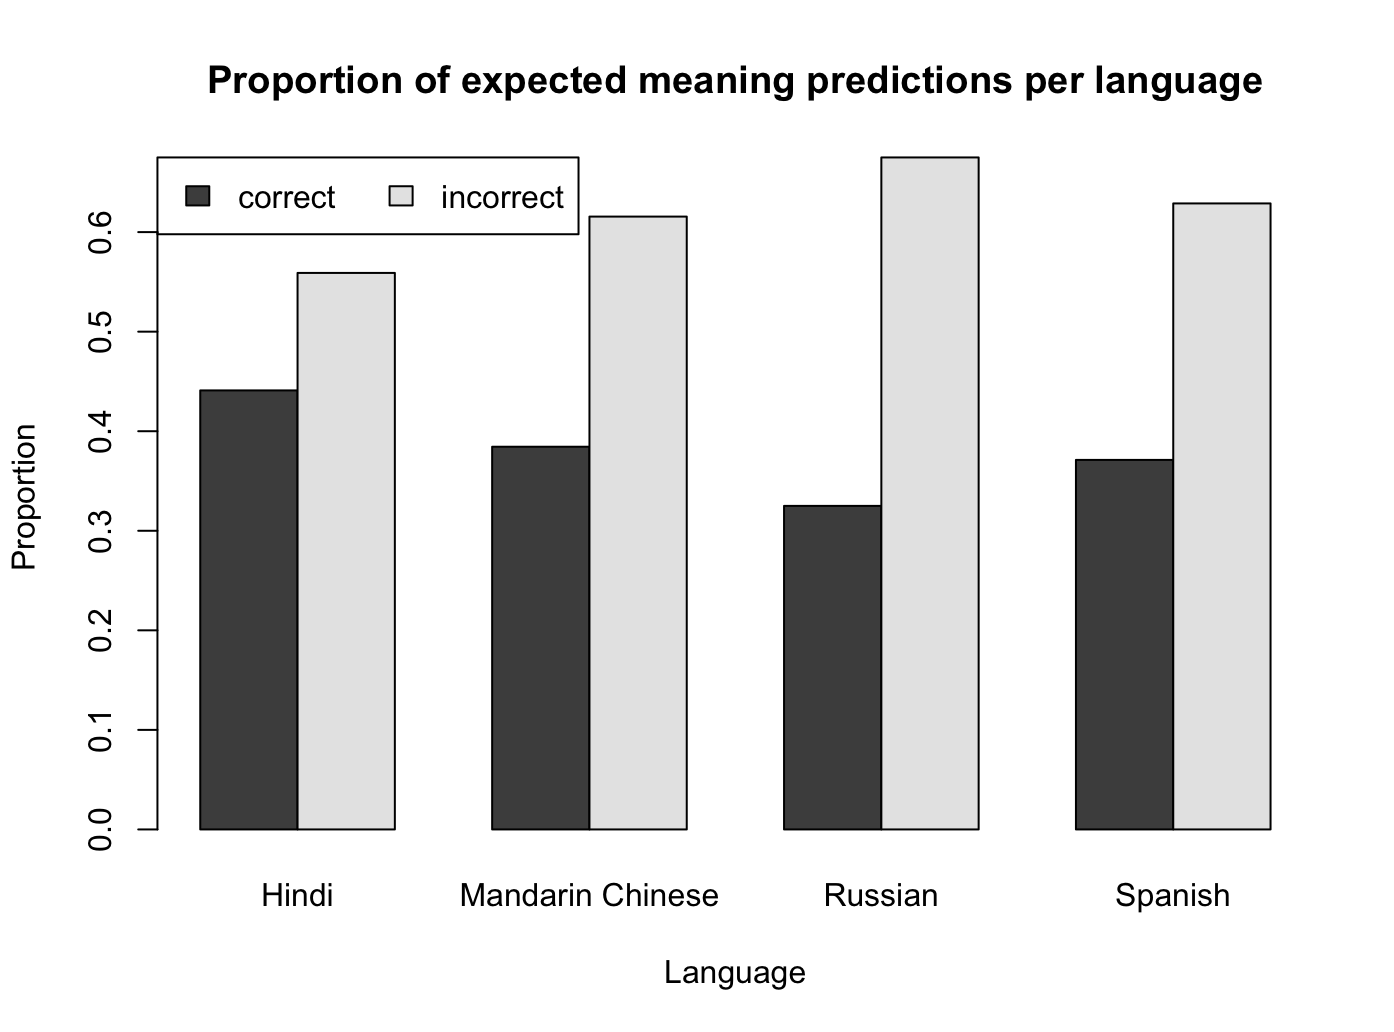 Proportion of expected meaning predictions per language
correct incorrect
0.6
0.5
0.4
0.3
0.2
0.1
0.0
Proportion
Hindi Mandarin Chinese Russian Spanish
Language